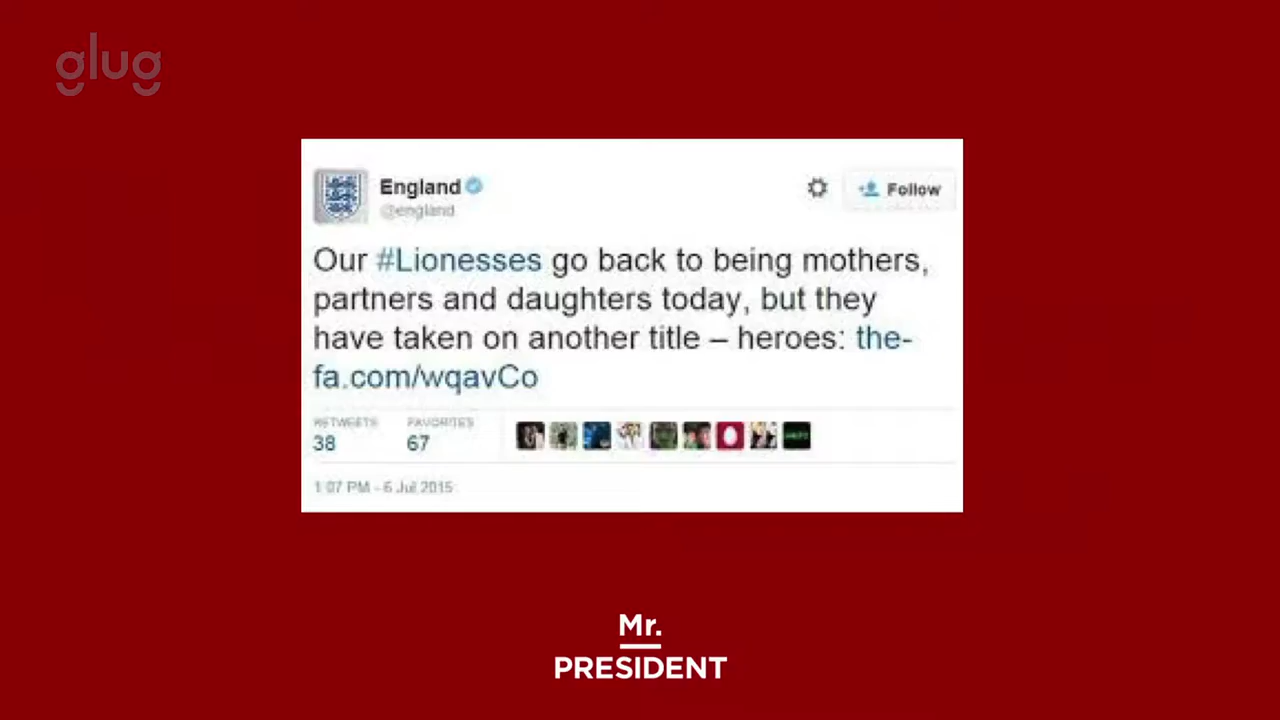 glug
England
@england
Follow
Our #Lionesses go back to being mothers,
partners and daughters today, but they
have taken on another title – heroes: the-
fa.com/wqavCo
RETWEETS FAVORITES
38 67
1:07 PM - 6 Jul 2015
Mr.
PRESIDENT